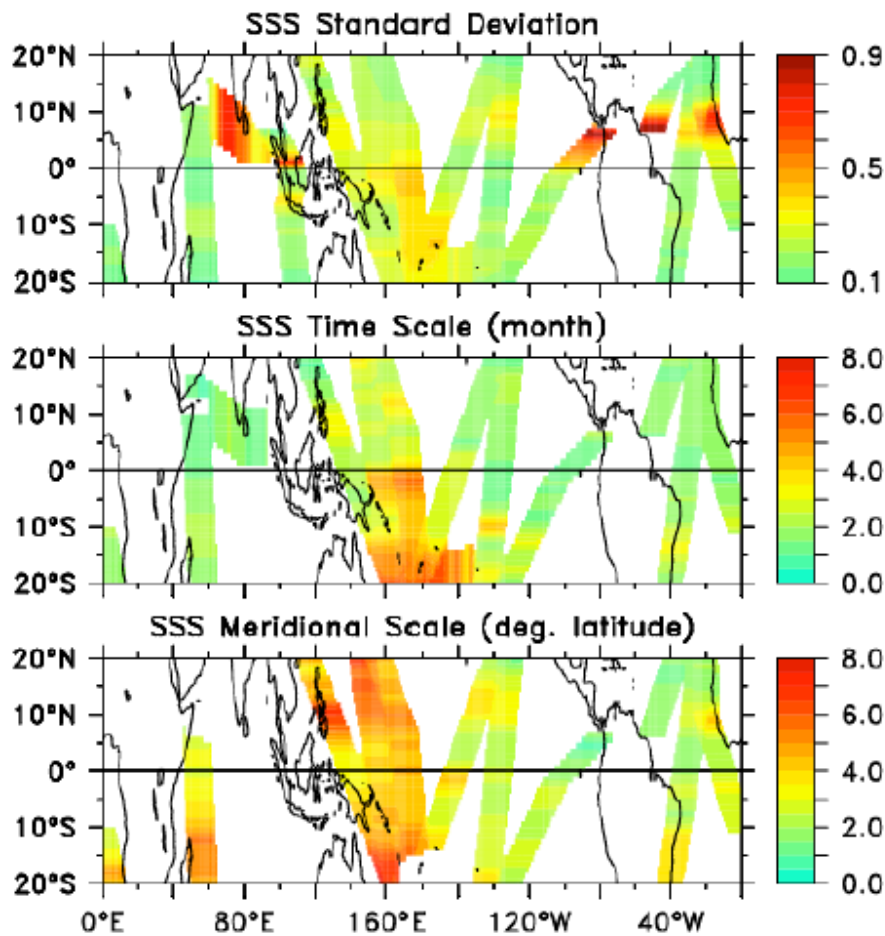 SSS Standard Deviation
20°N
10°N
0°
10°S
20°S
0.9
0.5
0.1
SSS Time Scale (month)
20°N
10°N
0°
10°S
20°S
8.0
6.0
4.0
2.0
0.0
SSS Meridional Scale (deg. latitude)
20°N
10°N
0°
10°S
20°S
8.0
6.0
4.0
2.0
0.0
0°E 80°E 160°E 120°W 40°W